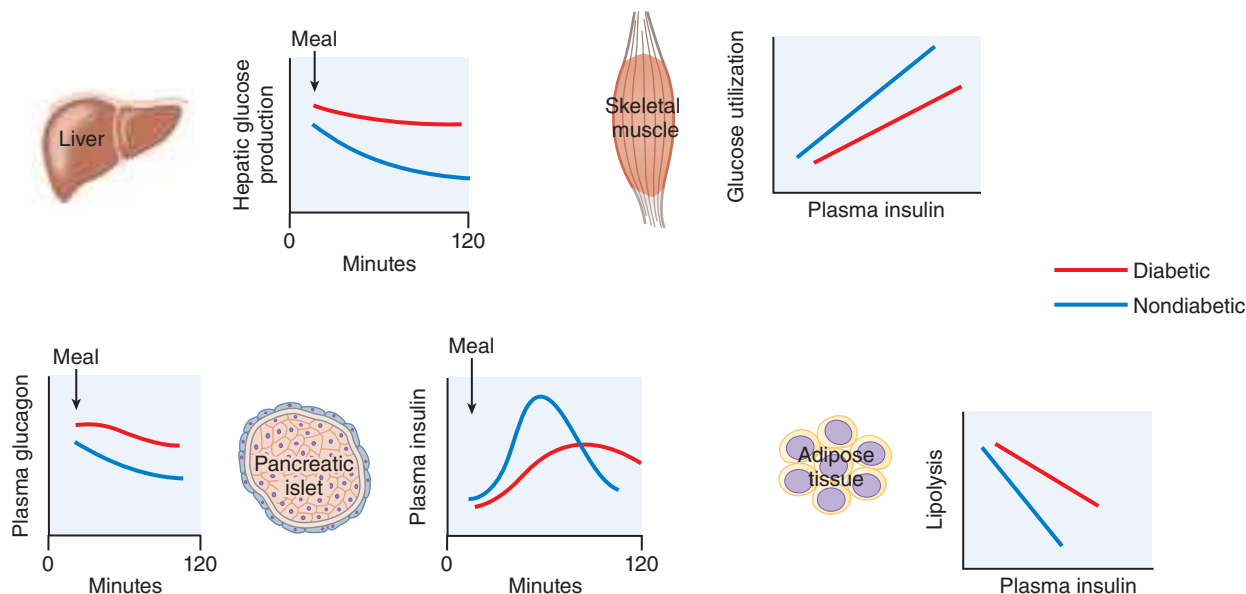 Meal
Liver
Hepatic glucose
production
0
120
Minutes
Skeletal
muscle
Glucose utilization
Plasma insulin
Diabetic
Nondiabetic
Meal
Plasma glucagon
0
120
Minutes
Pancreatic
islet
Meal
Plasma insulin
0
120
Minutes
Adipose
tissue
Lipolysis
Plasma insulin